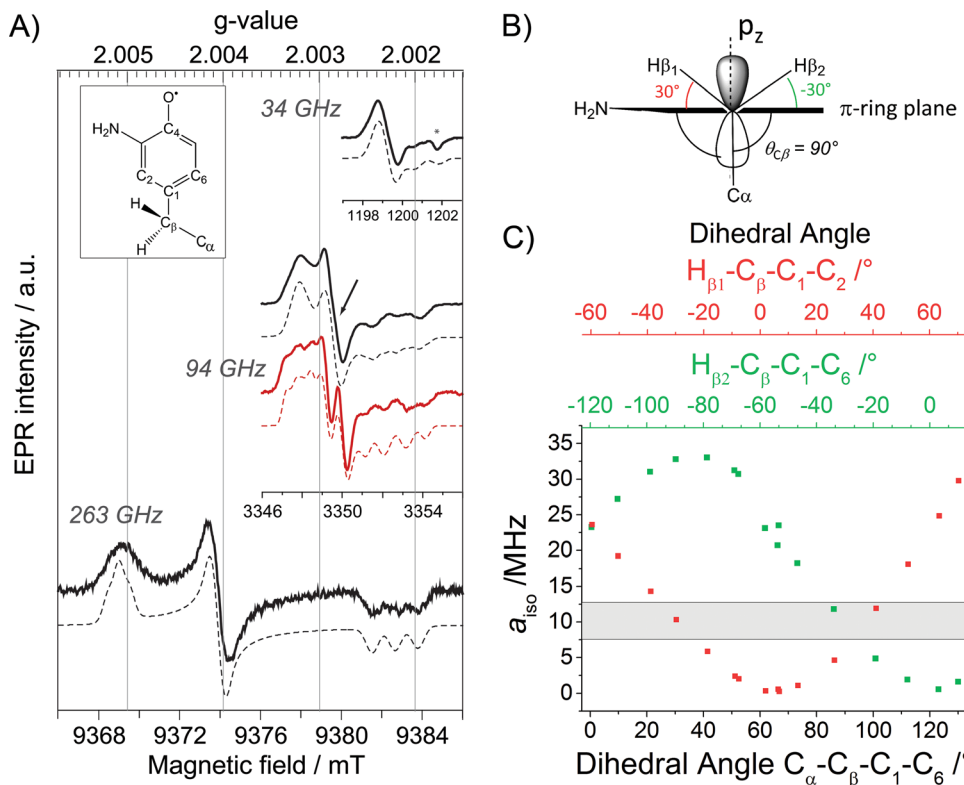 A)
g-value
2.005 2.004 2.003 2.002
O•
C4
H₂N
C2 C6
C1
H
Cβ
H Cα
34 GHz
*
1198 1200 1202
94 GHz
3346 3350 3354
263 GHz
EPR intensity / a.u.
9368 9372 9376 9380 9384
Magnetic field / mT
B)
pz
Hβ₁ Hβ₂
30° -30°
H₂N
π-ring plane
θCβ = 90°
Cα
C)
Dihedral Angle
Hβ1-Cβ-C1-C2 /°
-60 -40 -20 0 20 40 60
Hβ2-Cβ-C1-C6 /°
-120 -100 -80 -60 -40 -20 0
35
30
25
20
15
10
5
0
aiso /MHz
0 20 40 60 80 100 120
Dihedral Angle Cα-Cβ-C1-C6 /°